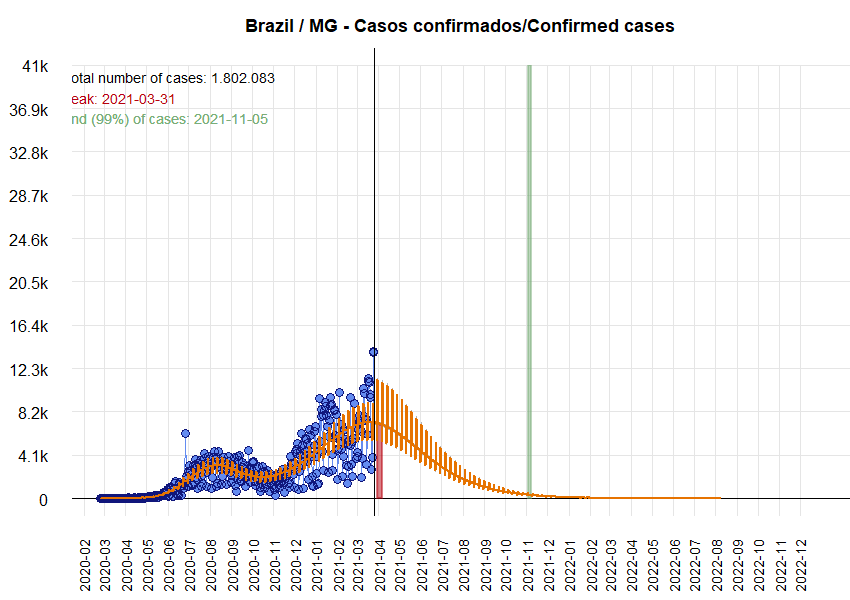 Brazil / MG - Casos confirmados/Confirmed cases
41k
otal number of cases: 1.802.083
eak: 2021-03-31
36.9k
nd (99%) of cases: 2021-11-05
32.8k
28.7k
24.6k
20.5k
16.4k
12.3k
8.2k
4.1k
0
2020-02
2020-03
2020-04
2020-05
2020-06
2020-07
2020-08
2020-09
2020-10
2020-11
2020-12
2021-01
2021-02
2021-03
2021-04
2021-05
2021-06
2021-07
2021-08
2021-09
2021-10
2021-11
2021-12
2022-01
2022-02
2022-03
2022-04
2022-05
2022-06
2022-07
2022-08
2022-09
2022-10
2022-11
2022-12